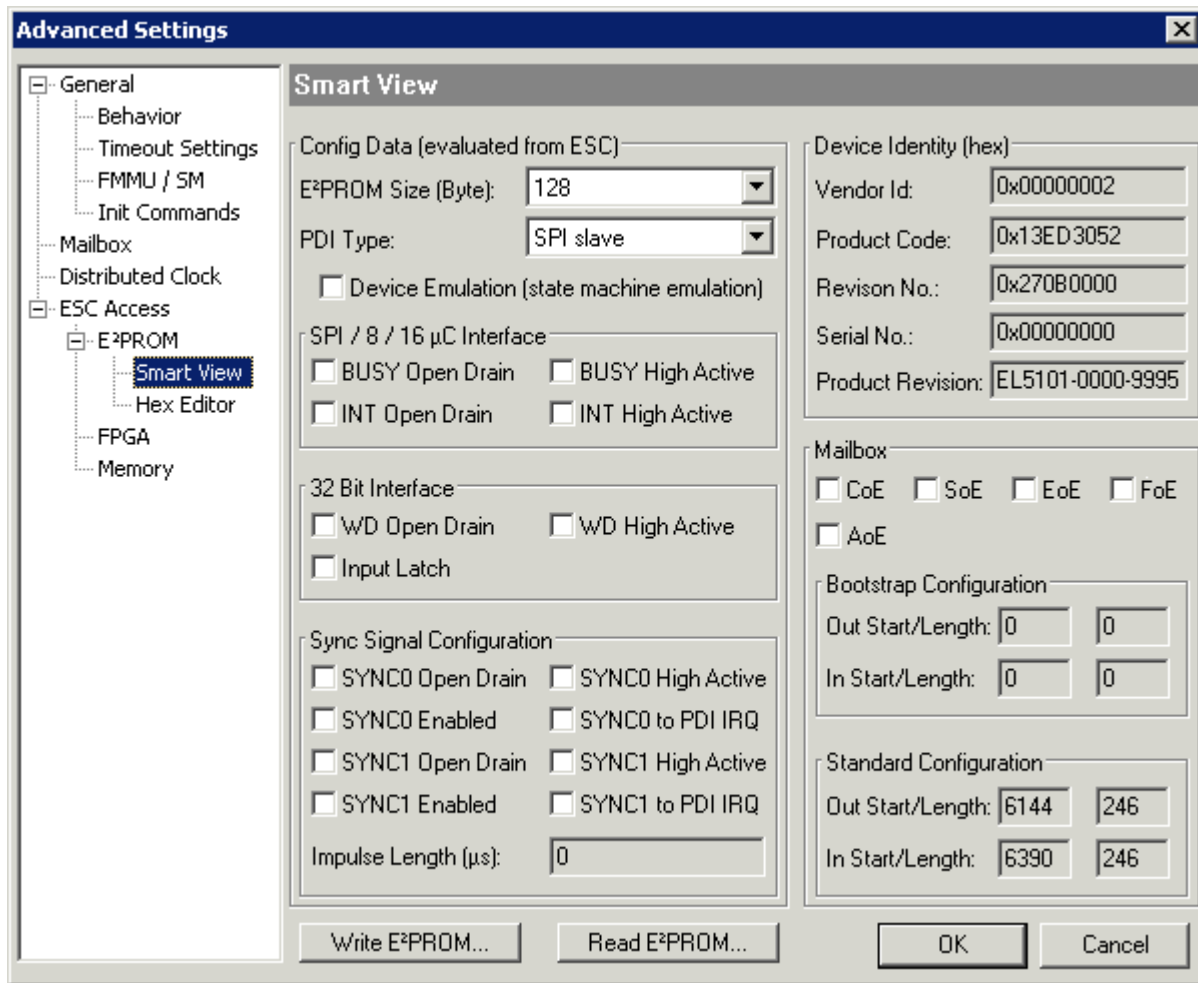 Advanced Settings
General
Behavior
Timeout Settings
FMMU / SM
Init Commands
Mailbox
Distributed Clock
ESC Access
E²PROM
Smart View
Hex Editor
FPGA
Memory
Smart View
Config Data (evaluated from ESC)
E²PROM Size (Byte): 128
PDI Type: SPI slave
Device Emulation (state machine emulation)
SPI / 8 / 16 µC Interface
BUSY Open Drain BUSY High Active
INT Open Drain INT High Active
32 Bit Interface
WD Open Drain WD High Active
Input Latch
Sync Signal Configuration
SYNC0 Open Drain SYNC0 High Active
SYNC0 Enabled SYNC0 to PDI IRQ
SYNC1 Open Drain SYNC1 High Active
SYNC1 Enabled SYNC1 to PDI IRQ
Impulse Length (µs): 0
Device Identity (hex)
Vendor Id: 0x00000002
Product Code: 0x13ED3052
Revison No.: 0x270B0000
Serial No.: 0x00000000
Product Revision: EL5101-0000-9995
Mailbox
CoE SoE EoE FoE
AoE
Bootstrap Configuration
Out Start/Length: 0 0
In Start/Length: 0 0
Standard Configuration
Out Start/Length: 6144 246
In Start/Length: 6390 246
Write E²PROM... Read E²PROM... OK Cancel